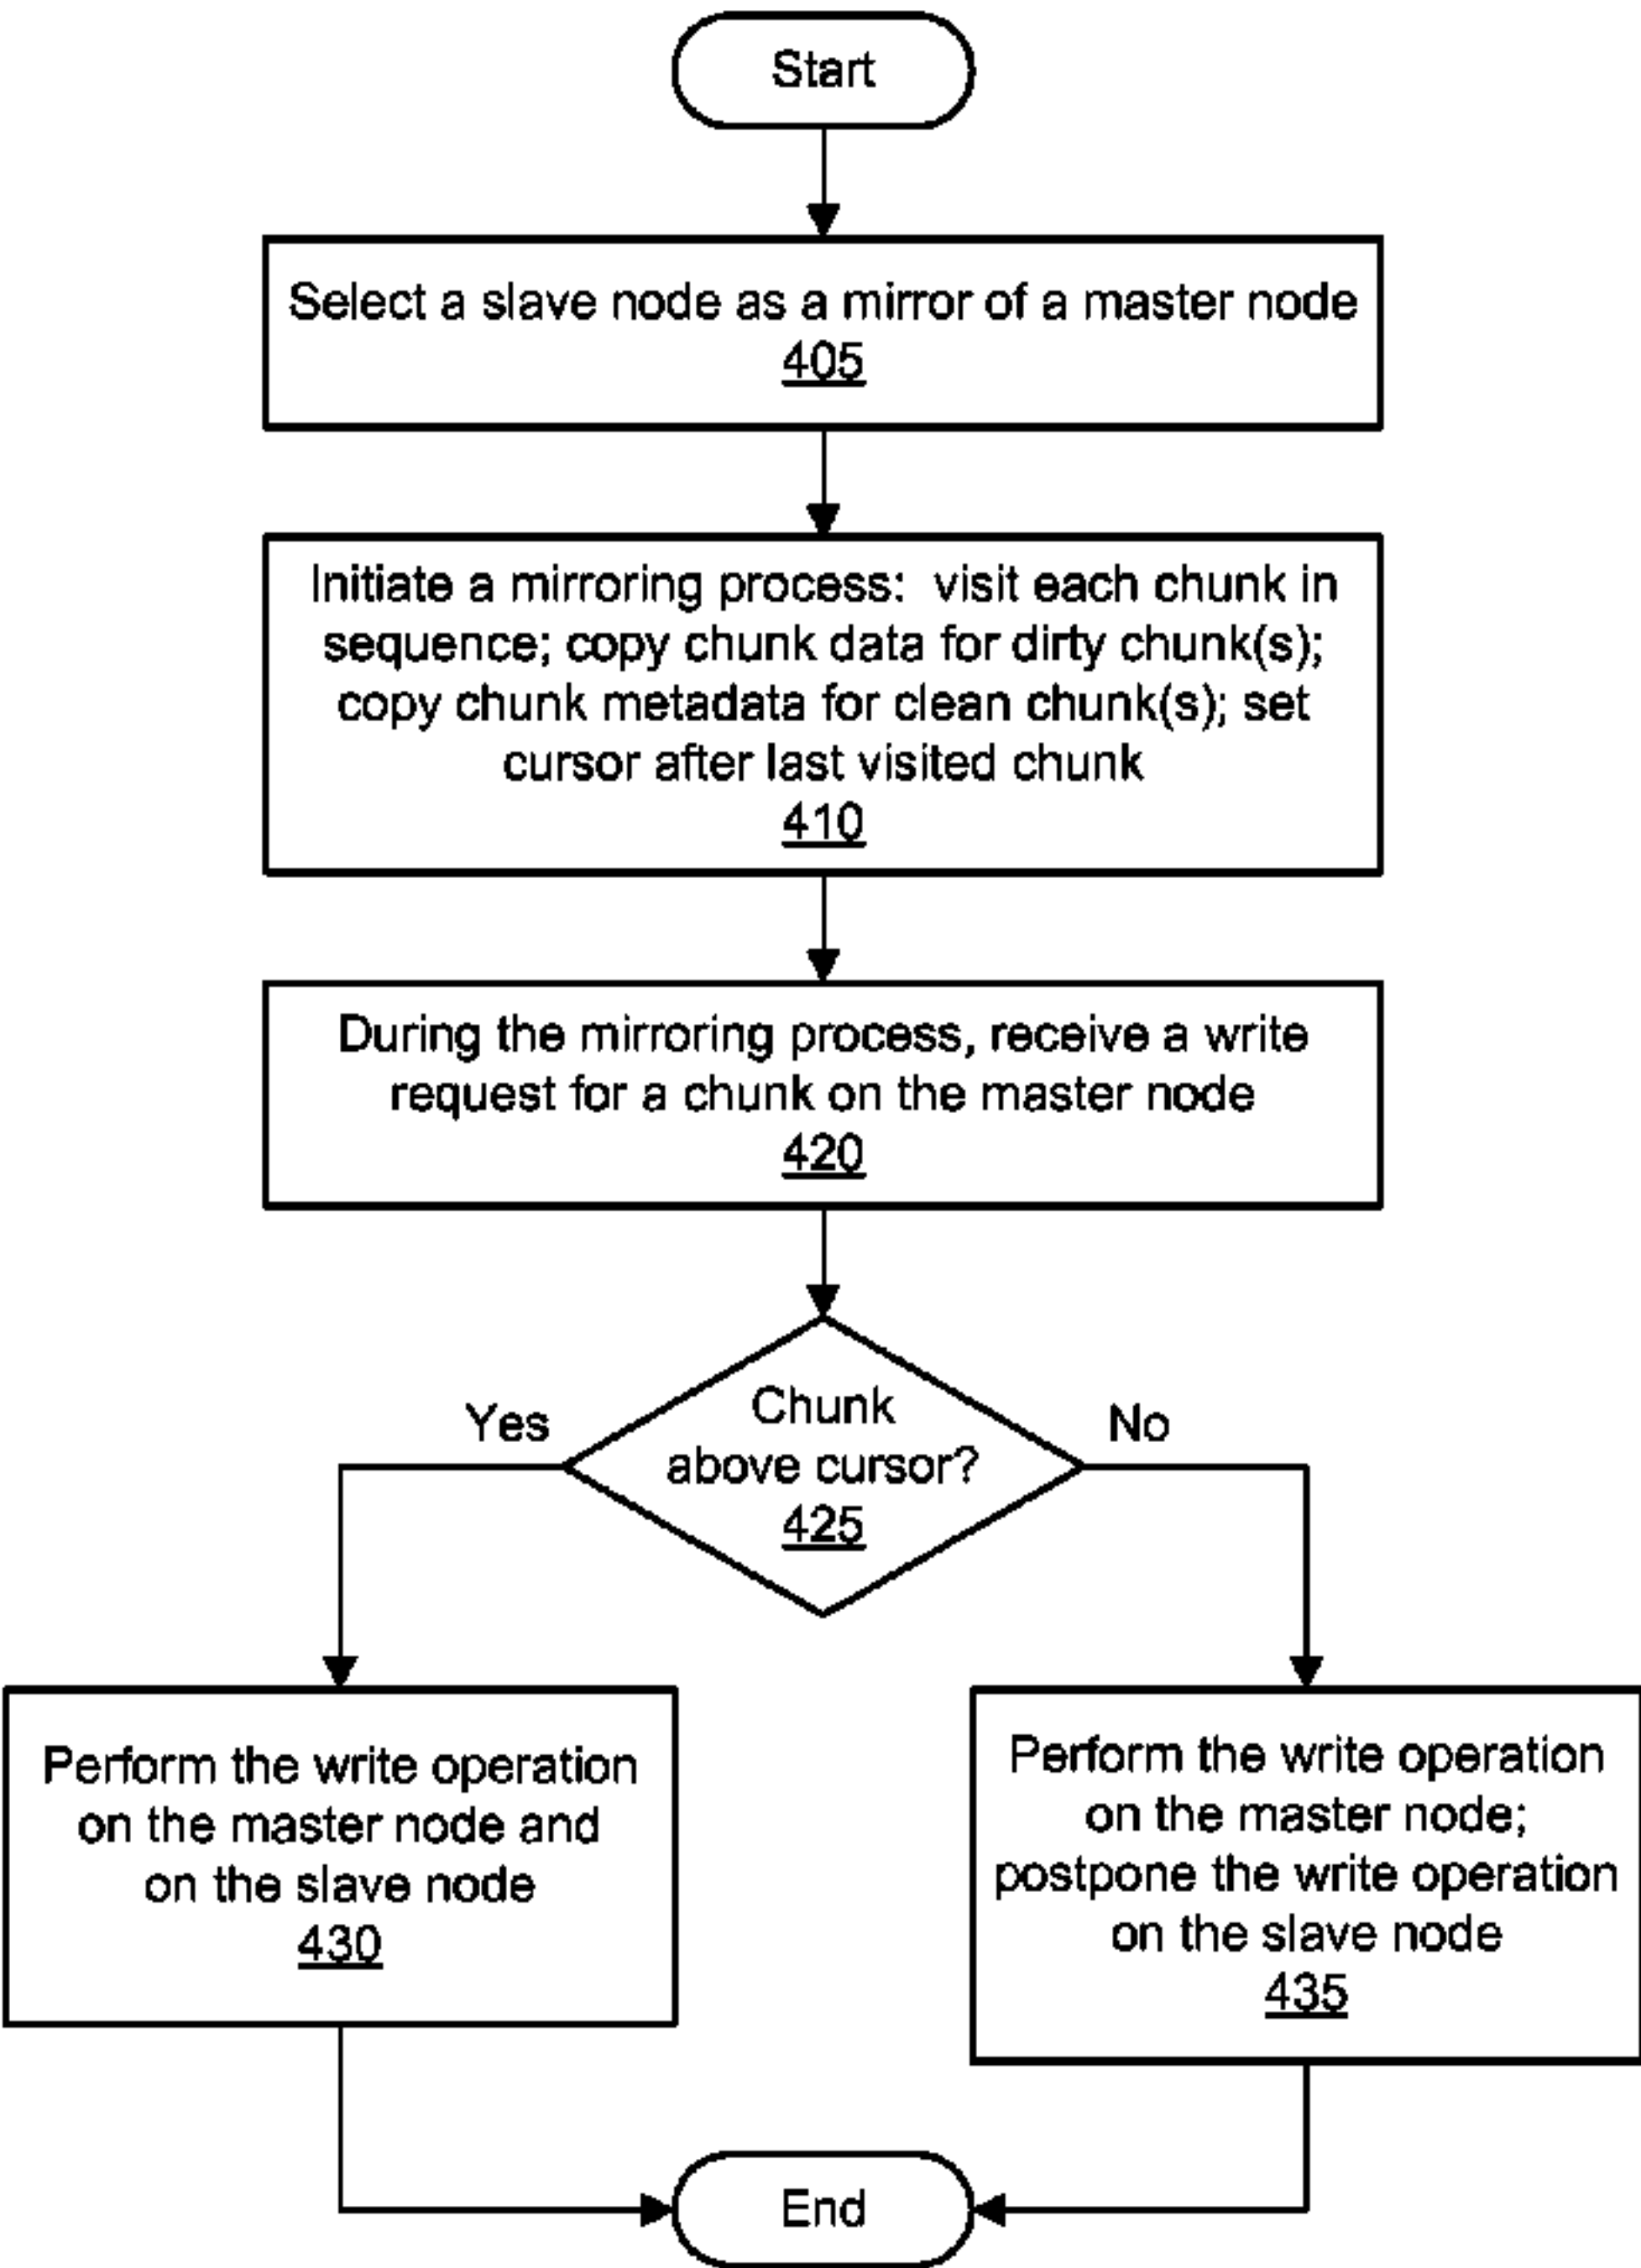 Start
Select a slave node as a mirror of a master node
405
Initiate a mirroring process: visit each chunk in
sequence; copy chunk data for dirty chunk(s);
copy chunk metadata for clean chunk(s); set
cursor after last visited chunk
410
During the mirroring process, receive a write
request for a chunk on the master node
420
Chunk
above cursor?
425
Yes
No
Perform the write operation
on the master node and
on the slave node
430
Perform the write operation
on the master node;
postpone the write operation
on the slave node
435
End